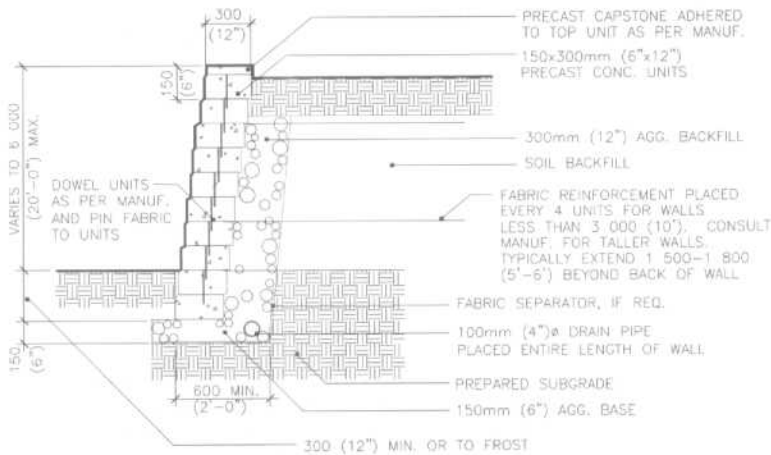 300
(12")
PRECAST CAPSTONE ADHERED
TO TOP UNIT AS PER MANUF.
150x300mm (6"x12")
PRECAST CONC. UNITS
150
(6")
300mm (12") AGG. BACKFILL
SOIL BACKFILL
VARIES TO 6 000
(20'-0") MAX.
DOWEL UNITS
AS PER MANUF.
AND PIN FABRIC
TO UNITS
FABRIC REINFORCEMENT PLACED
EVERY 4 UNITS FOR WALLS
LESS THAN 3 000 (10'). CONSULT
MANUF. FOR TALLER WALLS.
TYPICALLY EXTEND 1 500-1 800
(5'-6') BEYOND BACK OF WALL
FABRIC SEPARATOR, IF REQ.
100mm (4")ø DRAIN PIPE
PLACED ENTIRE LENGTH OF WALL
150
(6")
600 MIN.
(2'-0")
PREPARED SUBGRADE
150mm (6") AGG. BASE
300 (12") MIN. OR TO FROST